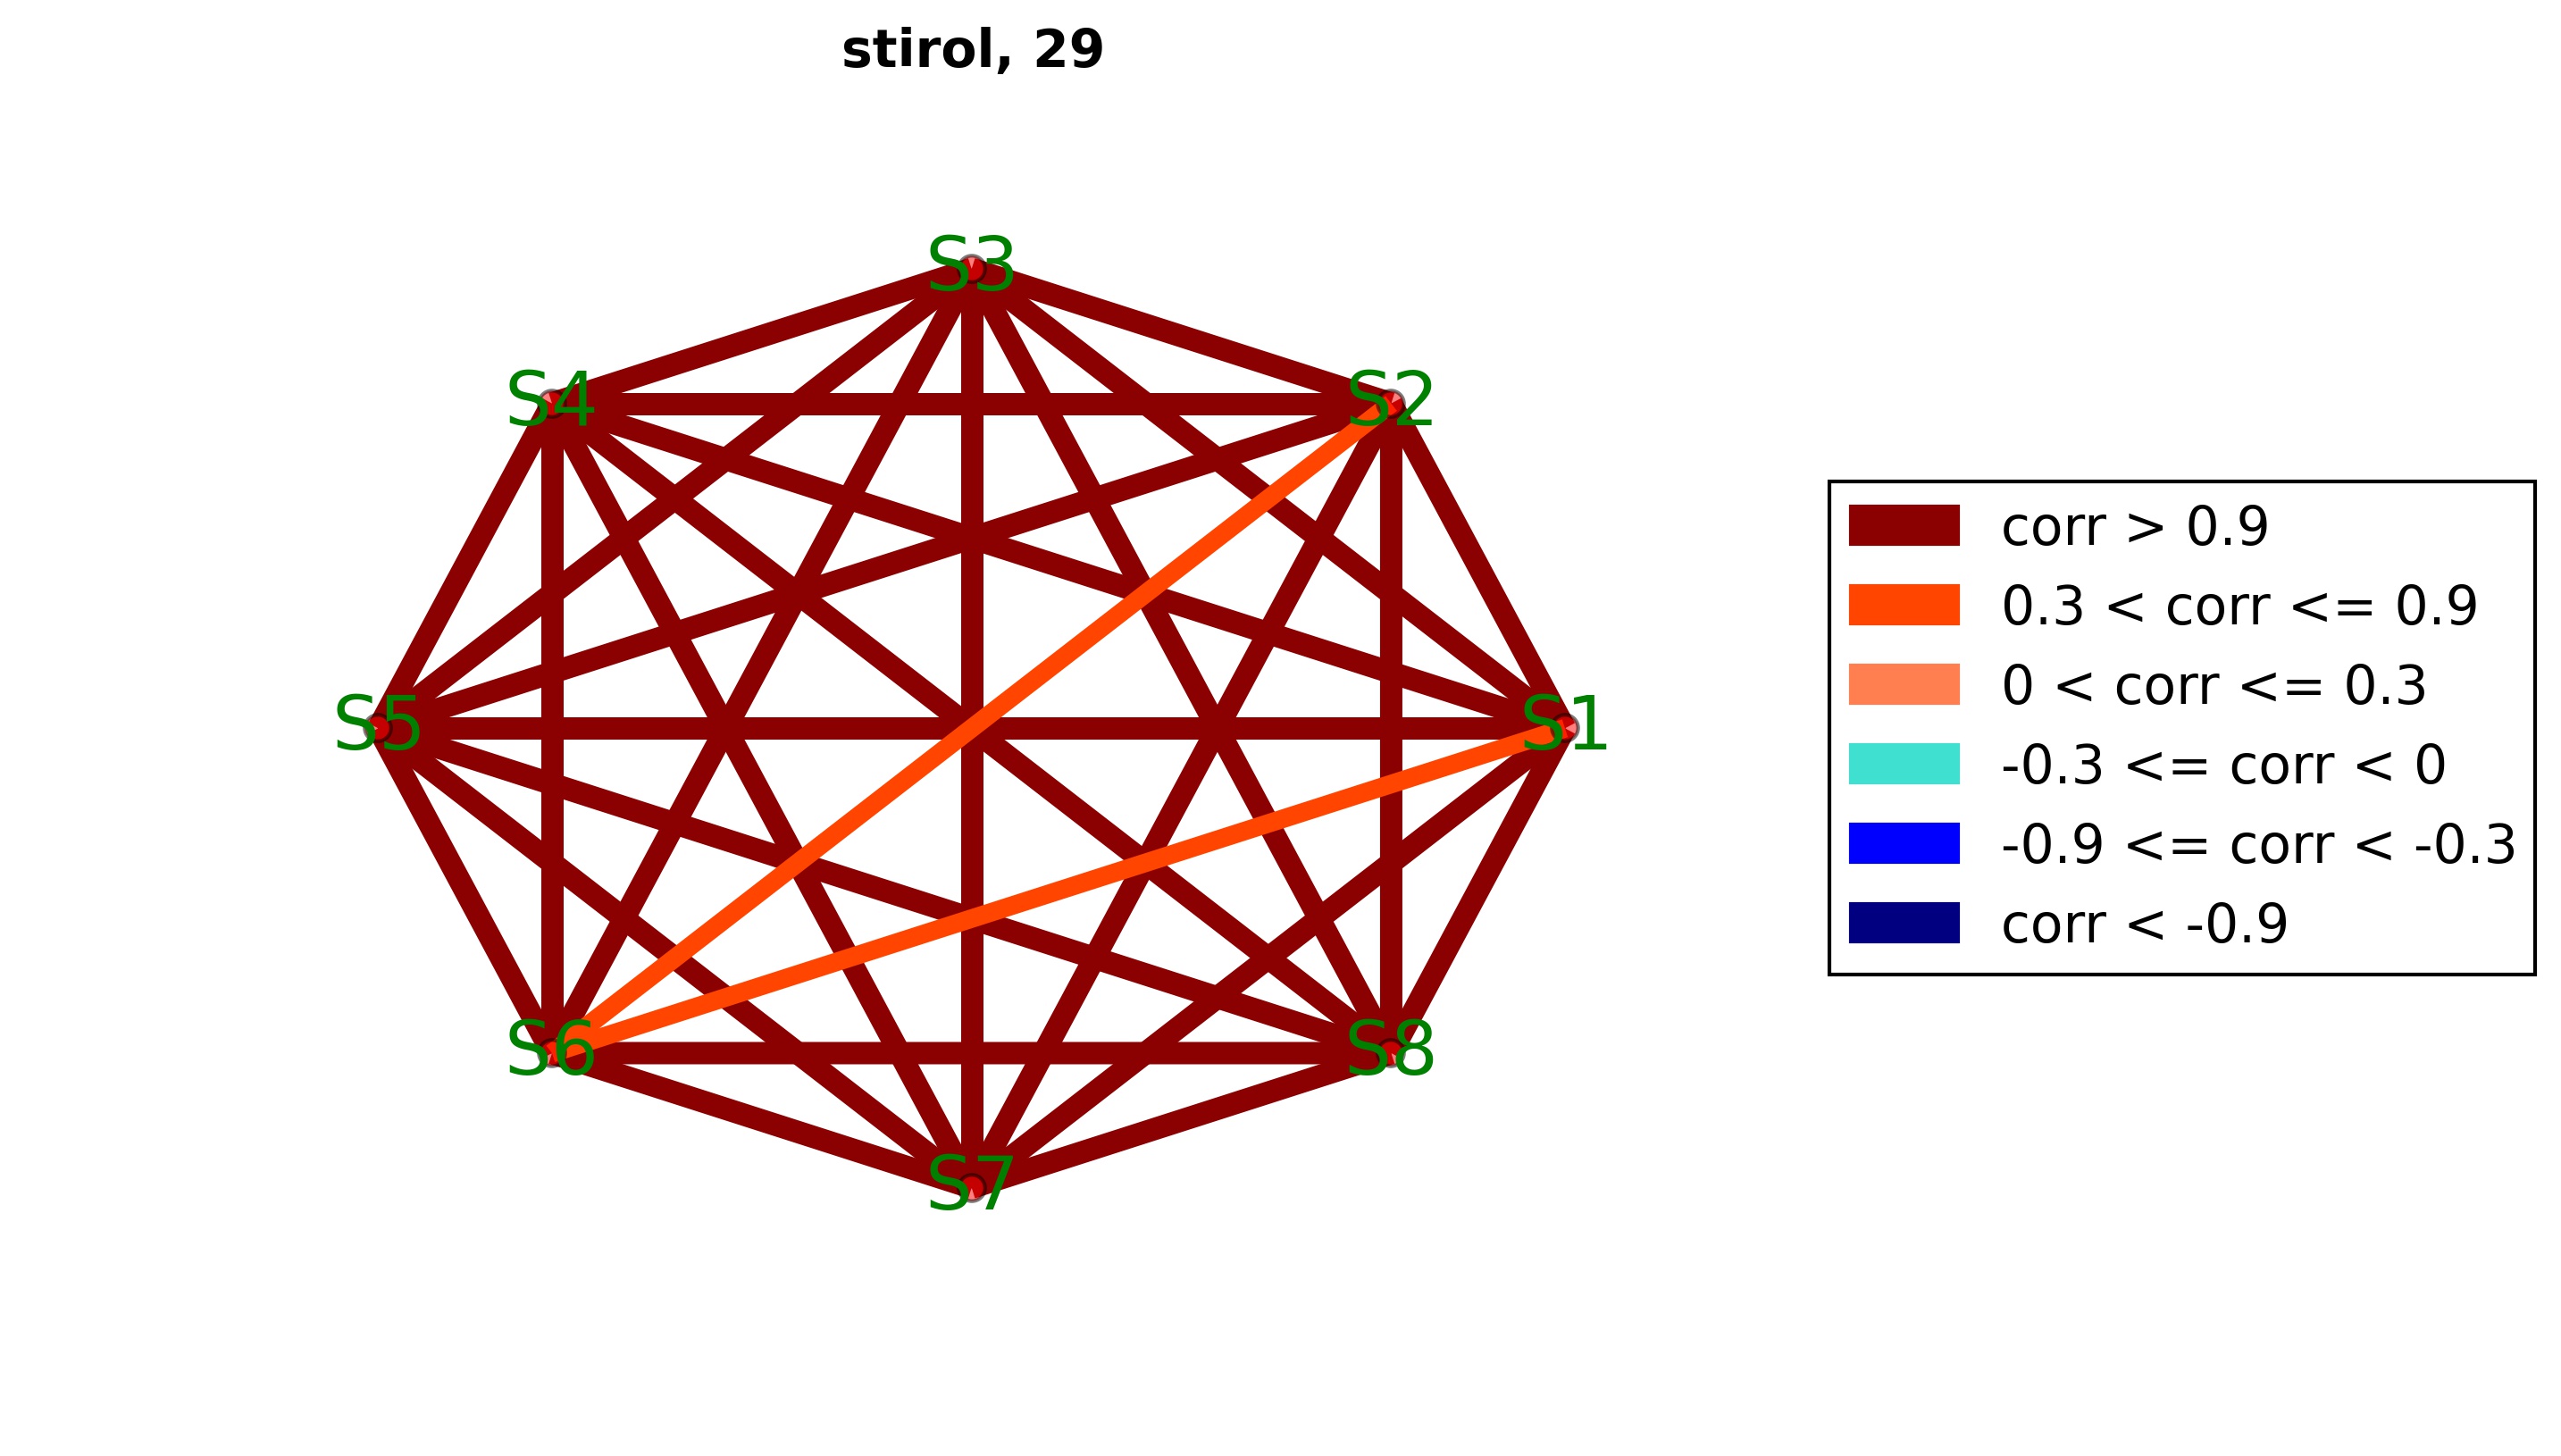 stirol, 29
S3
S4
S2
S5
S1
S6
S8
S7
corr > 0.9
0.3 < corr <= 0.9
0 < corr <= 0.3
-0.3 <= corr < 0
-0.9 <= corr < -0.3
corr < -0.9